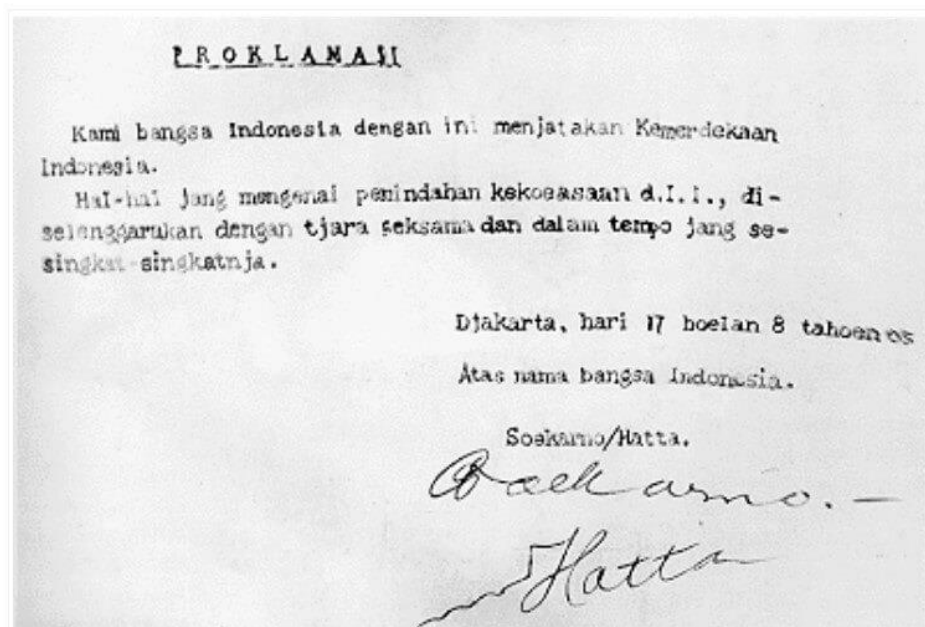 PROKLAMASI
Kami bangsa Indonesia dengan ini menjatakan Kemerdekaan
Indonesia.
Hal-hal jang mengenai pemindahan kekoeasaan d.l.l., di-
selenggarakan dengan tjara seksama dan dalam tempo jang se-
singkat-singkatnja.
Djakarta, hari 17 boelan 8 tahoen 05
Atas nama bangsa Indonesia.
Soekarno/Hatta.
Soekarno.—
Hatta